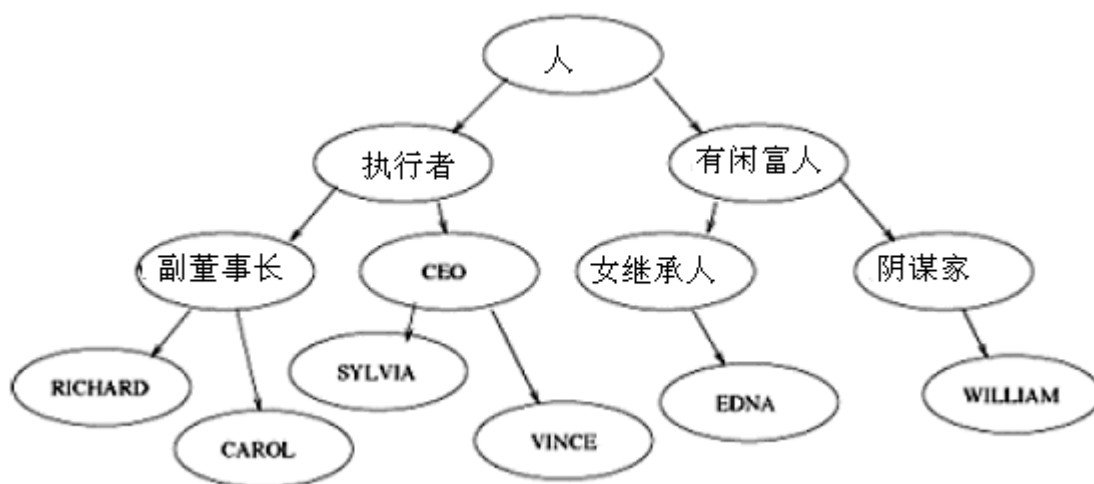 人
执行者
有闲富人
副董事长
CEO
女继承人
阴谋家
RICHARD
CAROL
SYLVIA
VINCE
EDNA
WILLIAM